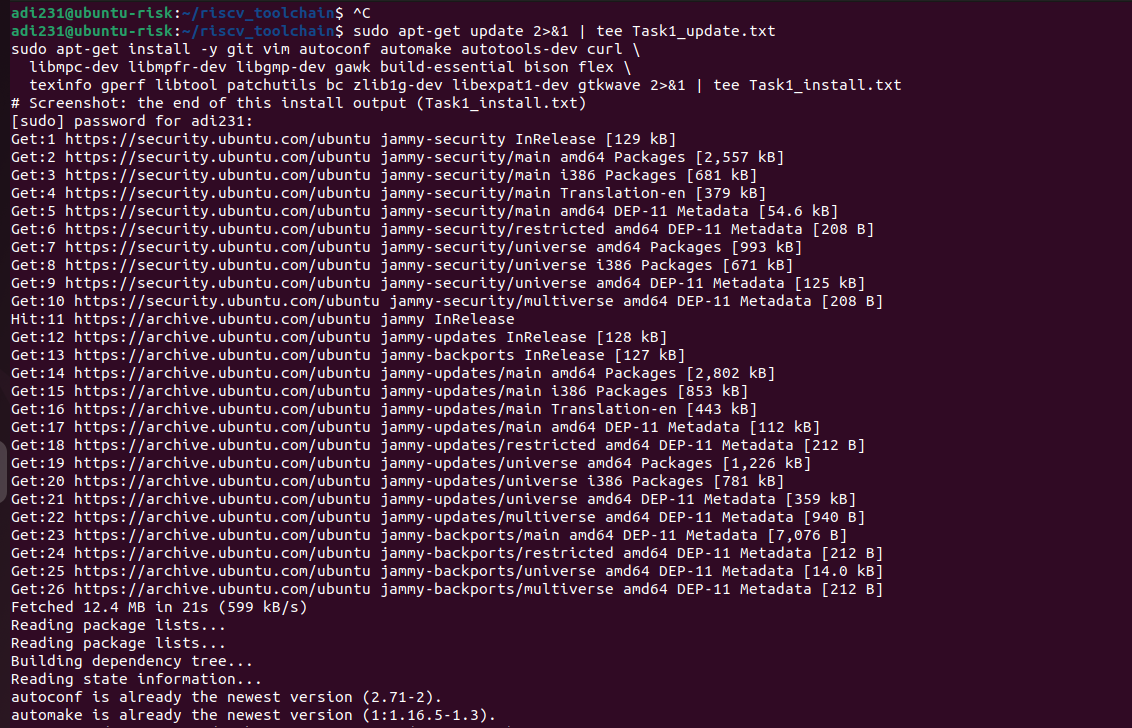 adi231@ubuntu-risk:~/riscv_toolchain$ ^C
adi231@ubuntu-risk:~/riscv_toolchain$ sudo apt-get update 2>&1 | tee Task1_update.txt
sudo apt-get install -y git vim autoconf automake autotools-dev curl \
  libmpc-dev libmpfr-dev libgmp-dev gawk build-essential bison flex \
  texinfo gperf libtool patchutils bc zlib1g-dev libexpat1-dev gtkwave 2>&1 | tee Task1_install.txt
# Screenshot: the end of this install output (Task1_install.txt)
[sudo] password for adi231:
Get:1 https://security.ubuntu.com/ubuntu jammy-security InRelease [129 kB]
Get:2 https://security.ubuntu.com/ubuntu jammy-security/main amd64 Packages [2,557 kB]
Get:3 https://security.ubuntu.com/ubuntu jammy-security/main i386 Packages [681 kB]
Get:4 https://security.ubuntu.com/ubuntu jammy-security/main Translation-en [379 kB]
Get:5 https://security.ubuntu.com/ubuntu jammy-security/main amd64 DEP-11 Metadata [54.6 kB]
Get:6 https://security.ubuntu.com/ubuntu jammy-security/restricted amd64 DEP-11 Metadata [208 B]
Get:7 https://security.ubuntu.com/ubuntu jammy-security/universe amd64 Packages [993 kB]
Get:8 https://security.ubuntu.com/ubuntu jammy-security/universe i386 Packages [671 kB]
Get:9 https://security.ubuntu.com/ubuntu jammy-security/universe amd64 DEP-11 Metadata [125 kB]
Get:10 https://security.ubuntu.com/ubuntu jammy-security/multiverse amd64 DEP-11 Metadata [208 B]
Hit:11 https://archive.ubuntu.com/ubuntu jammy InRelease
Get:12 https://archive.ubuntu.com/ubuntu jammy-updates InRelease [128 kB]
Get:13 https://archive.ubuntu.com/ubuntu jammy-backports InRelease [127 kB]
Get:14 https://archive.ubuntu.com/ubuntu jammy-updates/main amd64 Packages [2,802 kB]
Get:15 https://archive.ubuntu.com/ubuntu jammy-updates/main i386 Packages [853 kB]
Get:16 https://archive.ubuntu.com/ubuntu jammy-updates/main Translation-en [443 kB]
Get:17 https://archive.ubuntu.com/ubuntu jammy-updates/main amd64 DEP-11 Metadata [112 kB]
Get:18 https://archive.ubuntu.com/ubuntu jammy-updates/restricted amd64 DEP-11 Metadata [212 B]
Get:19 https://archive.ubuntu.com/ubuntu jammy-updates/universe amd64 Packages [1,226 kB]
Get:20 https://archive.ubuntu.com/ubuntu jammy-updates/universe i386 Packages [781 kB]
Get:21 https://archive.ubuntu.com/ubuntu jammy-updates/universe amd64 DEP-11 Metadata [359 kB]
Get:22 https://archive.ubuntu.com/ubuntu jammy-updates/multiverse amd64 DEP-11 Metadata [940 B]
Get:23 https://archive.ubuntu.com/ubuntu jammy-backports/main amd64 DEP-11 Metadata [7,076 B]
Get:24 https://archive.ubuntu.com/ubuntu jammy-backports/restricted amd64 DEP-11 Metadata [212 B]
Get:25 https://archive.ubuntu.com/ubuntu jammy-backports/universe amd64 DEP-11 Metadata [14.0 kB]
Get:26 https://archive.ubuntu.com/ubuntu jammy-backports/multiverse amd64 DEP-11 Metadata [212 B]
Fetched 12.4 MB in 21s (599 kB/s)
Reading package lists...
Reading package lists...
Building dependency tree...
Reading state information...
autoconf is already the newest version (2.71-2).
automake is already the newest version (1:1.16.5-1.3).